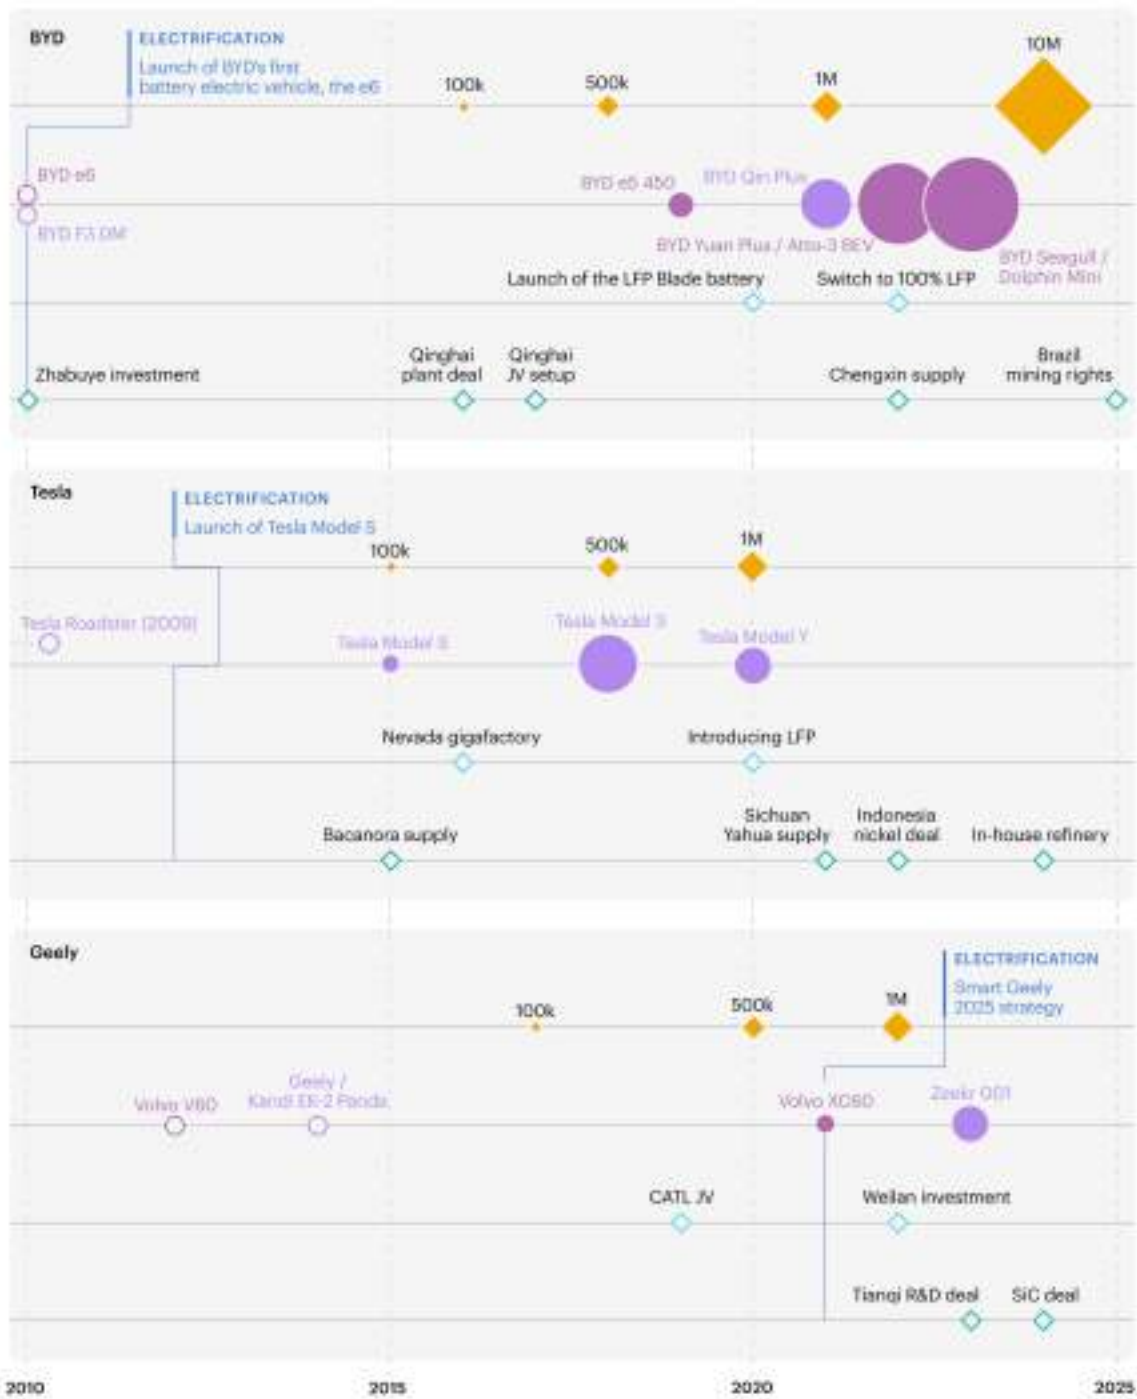 BYD
ELECTRIFICATION
Launch of BYD's first
battery electric vehicle, the e6
100k
500k
1M
10M
BYD e6
BYD F3 DM
BYD e5 450
BYD Qin Plus
BYD Yuan Plus / Atto-3 BEV
BYD Seagull /
Dolphin Mini
Launch of the LFP Blade battery
Switch to 100% LFP
Zhabuye investment
Qinghai
plant deal
Qinghai
JV setup
Chengxin supply
Brazil
mining rights
Tesla
ELECTRIFICATION
Launch of Tesla Model S
100k
500k
1M
Tesla Roadster (2009)
Tesla Model S
Tesla Model 3
Tesla Model Y
Nevada gigafactory
Introducing LFP
Bacanora supply
Sichuan
Yahua supply
Indonesia
nickel deal
In-house refinery
Geely
ELECTRIFICATION
Smart Geely
2025 strategy
100k
500k
1M
Volvo V60
Geely /
Kandi EK-2 Panda
Volvo XC60
Zeekr 001
CATL JV
Weilan investment
Tianqi R&D deal
SiC deal
2010
2015
2020
2025